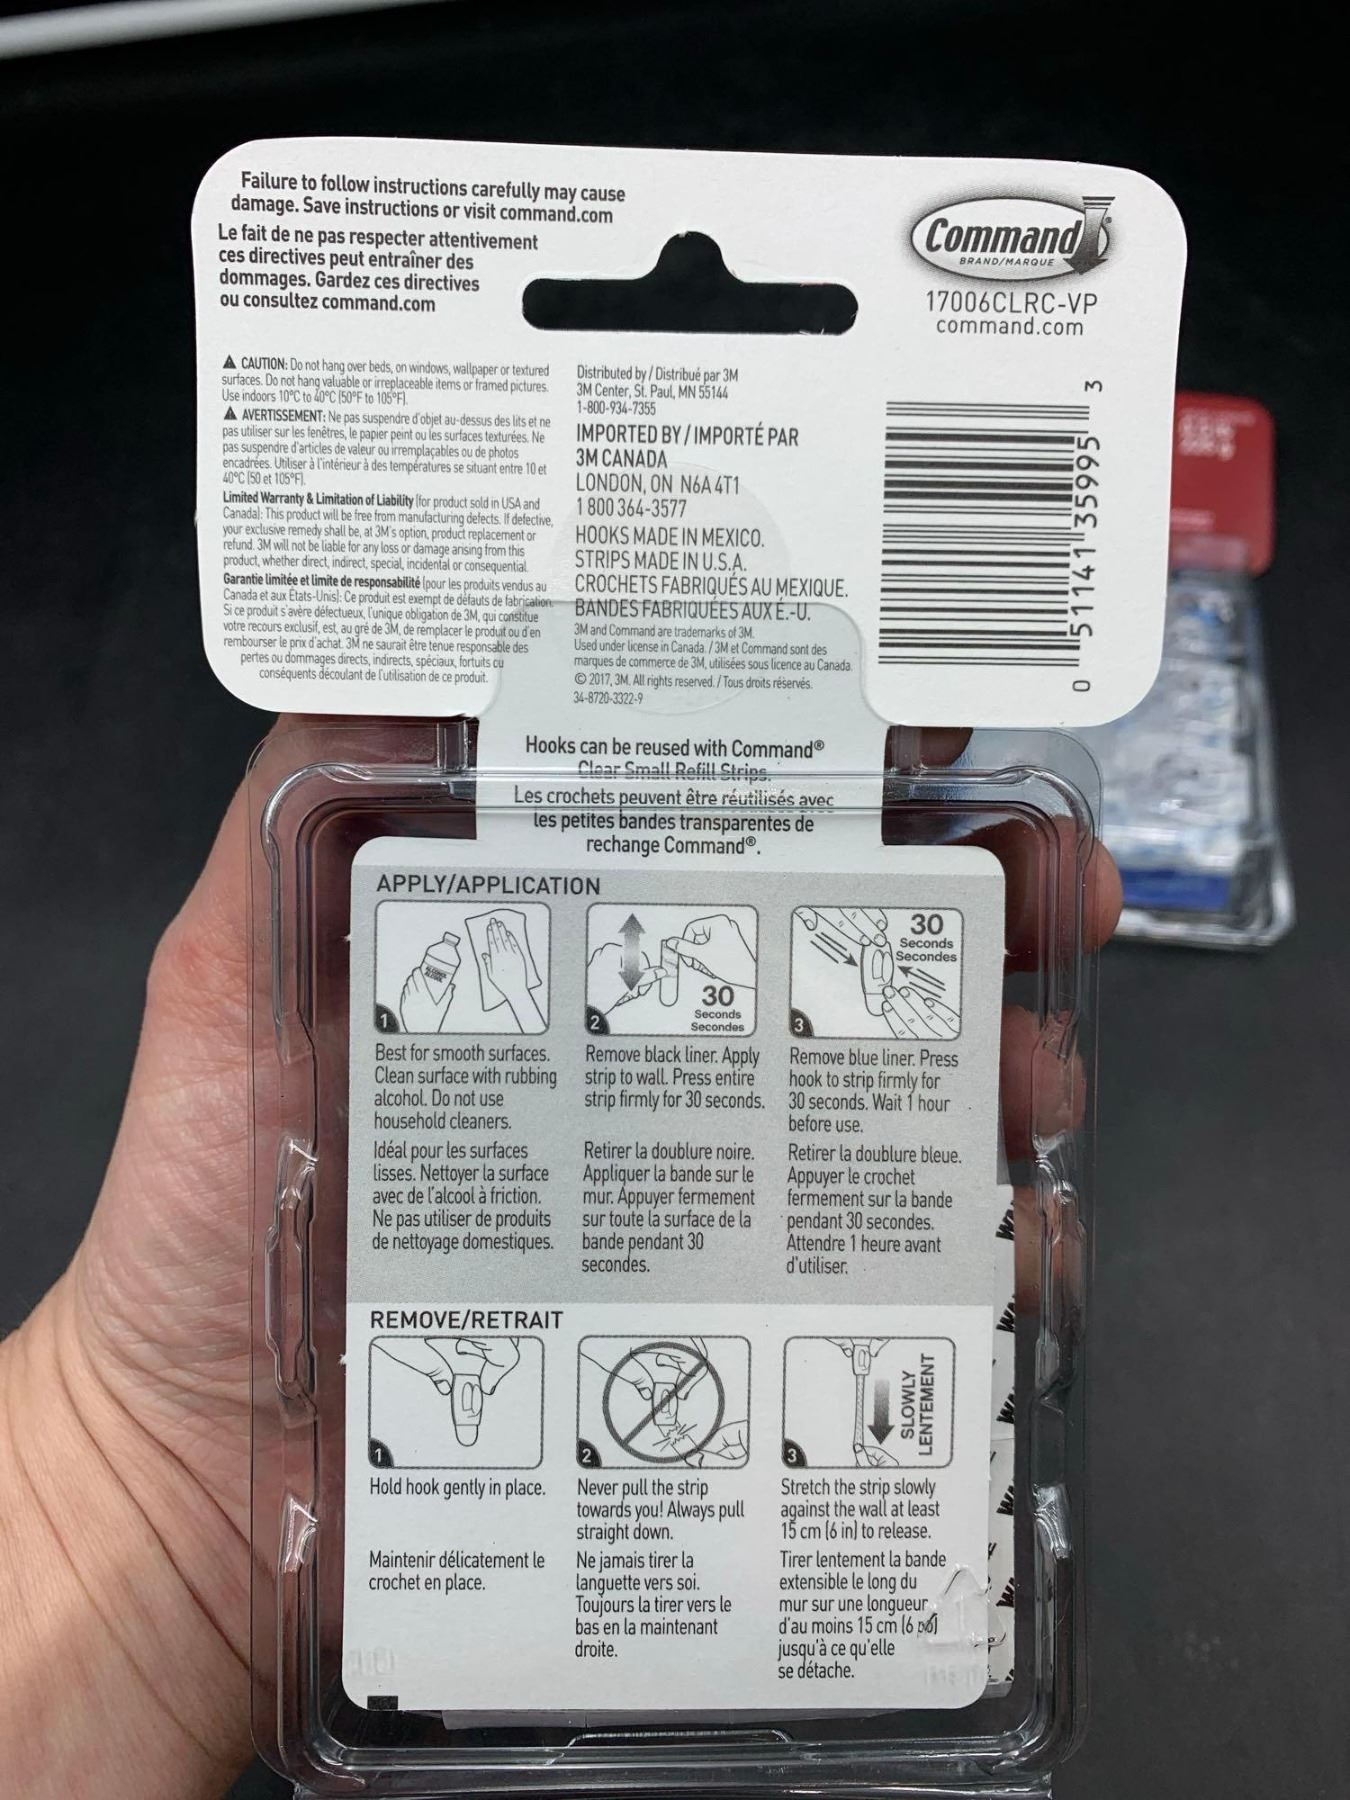 Failure to follow instructions carefully may cause
damage. Save instructions or visit command.com
Le fait de ne pas respecter attentivement
ces directives peut entraîner des
dommages. Gardez ces directives
ou consultez command.com
Command®
BRAND/MARQUE
17006CLRC-VP
command.com
⚠ CAUTION: Do not hang over beds, on windows, wallpaper or textured
surfaces. Do not hang valuable or irreplaceable items or framed pictures.
Use indoors 10°C to 40°C (50°F to 105°F).
⚠ AVERTISSEMENT: Ne pas suspendre d'objet au-dessus des lits et ne
pas utiliser sur les fenêtres, le papier peint ou les surfaces texturées. Ne
pas suspendre d'articles de valeur ou irremplaçables ou de photos
encadrées. Utiliser à l'intérieur à des températures se situant entre 10 et
40°C (50 et 105°F).
Limited Warranty & Limitation of Liability (for product sold in USA and
Canada): This product will be free from manufacturing defects. If defective,
your exclusive remedy shall be, at 3M's option, product replacement or
refund. 3M will not be liable for any loss or damage arising from this
product, whether direct, indirect, special, incidental or consequential.
Garantie limitée et limite de responsabilité (pour les produits vendus au
Canada et aux États-Unis): Ce produit est exempt de défauts de fabrication.
Si ce produit s'avère défectueux, l'unique obligation de 3M, qui constitue
votre recours exclusif, est, au gré de 3M, de remplacer le produit ou d'en
rembourser le prix d'achat. 3M ne saurait être tenue responsable des
pertes ou dommages directs, indirects, spéciaux, fortuits ou
conséquents découlant de l'utilisation de ce produit.
Distributed by / Distribué par 3M
3M Center, St. Paul, MN 55144
1-800-934-7355
IMPORTED BY / IMPORTÉ PAR
3M CANADA
LONDON, ON N6A 4T1
1 800 364-3577
HOOKS MADE IN MEXICO.
STRIPS MADE IN U.S.A.
CROCHETS FABRIQUÉS AU MEXIQUE.
BANDES FABRIQUÉES AUX É.-U.
3M and Command are trademarks of 3M.
Used under license in Canada. / 3M et Command sont des
marques de commerce de 3M, utilisées sous licence au Canada.
© 2017, 3M. All rights reserved. / Tous droits réservés.
34-8720-3322-9
0 51141 35995 3
Hooks can be reused with Command®
Clear Small Refill Strips.
Les crochets peuvent être réutilisés avec
les petites bandes transparentes de
rechange Command®.
APPLY/APPLICATION
ALCOHOL
ALCOOL
1
30
Seconds
Secondes
2
30
Seconds
Secondes
3
Best for smooth surfaces.
Clean surface with rubbing
alcohol. Do not use
household cleaners.
Idéal pour les surfaces
lisses. Nettoyer la surface
avec de l'alcool à friction.
Ne pas utiliser de produits
de nettoyage domestiques.
Remove black liner. Apply
strip to wall. Press entire
strip firmly for 30 seconds.
Retirer la doublure noire.
Appliquer la bande sur le
mur. Appuyer fermement
sur toute la surface de la
bande pendant 30
secondes.
Remove blue liner. Press
hook to strip firmly for
30 seconds. Wait 1 hour
before use.
Retirer la doublure bleue.
Appuyer le crochet
fermement sur la bande
pendant 30 secondes.
Attendre 1 heure avant
d'utiliser.
REMOVE/RETRAIT
1
2
3
SLOWLY
LENTEMENT
Hold hook gently in place.
Maintenir délicatement le
crochet en place.
Never pull the strip
towards you! Always pull
straight down.
Ne jamais tirer la
languette vers soi.
Toujours la tirer vers le
bas en la maintenant
droite.
Stretch the strip slowly
against the wall at least
15 cm (6 in) to release.
Tirer lentement la bande
extensible le long du
mur sur une longueur
d'au moins 15 cm (6 po)
jusqu'à ce qu'elle
se détache.